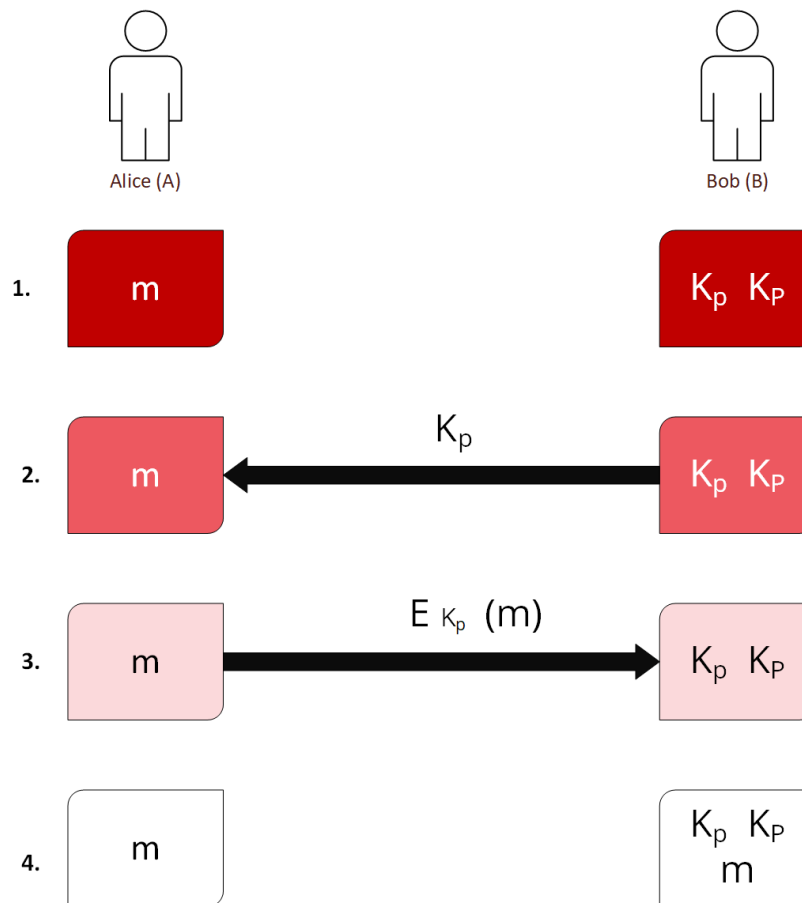 Alice (A) Bob (B)
1. m Kp KP
Kp
2. m Kp KP
E Kp (m)
3. m Kp KP
4. m Kp KP
m